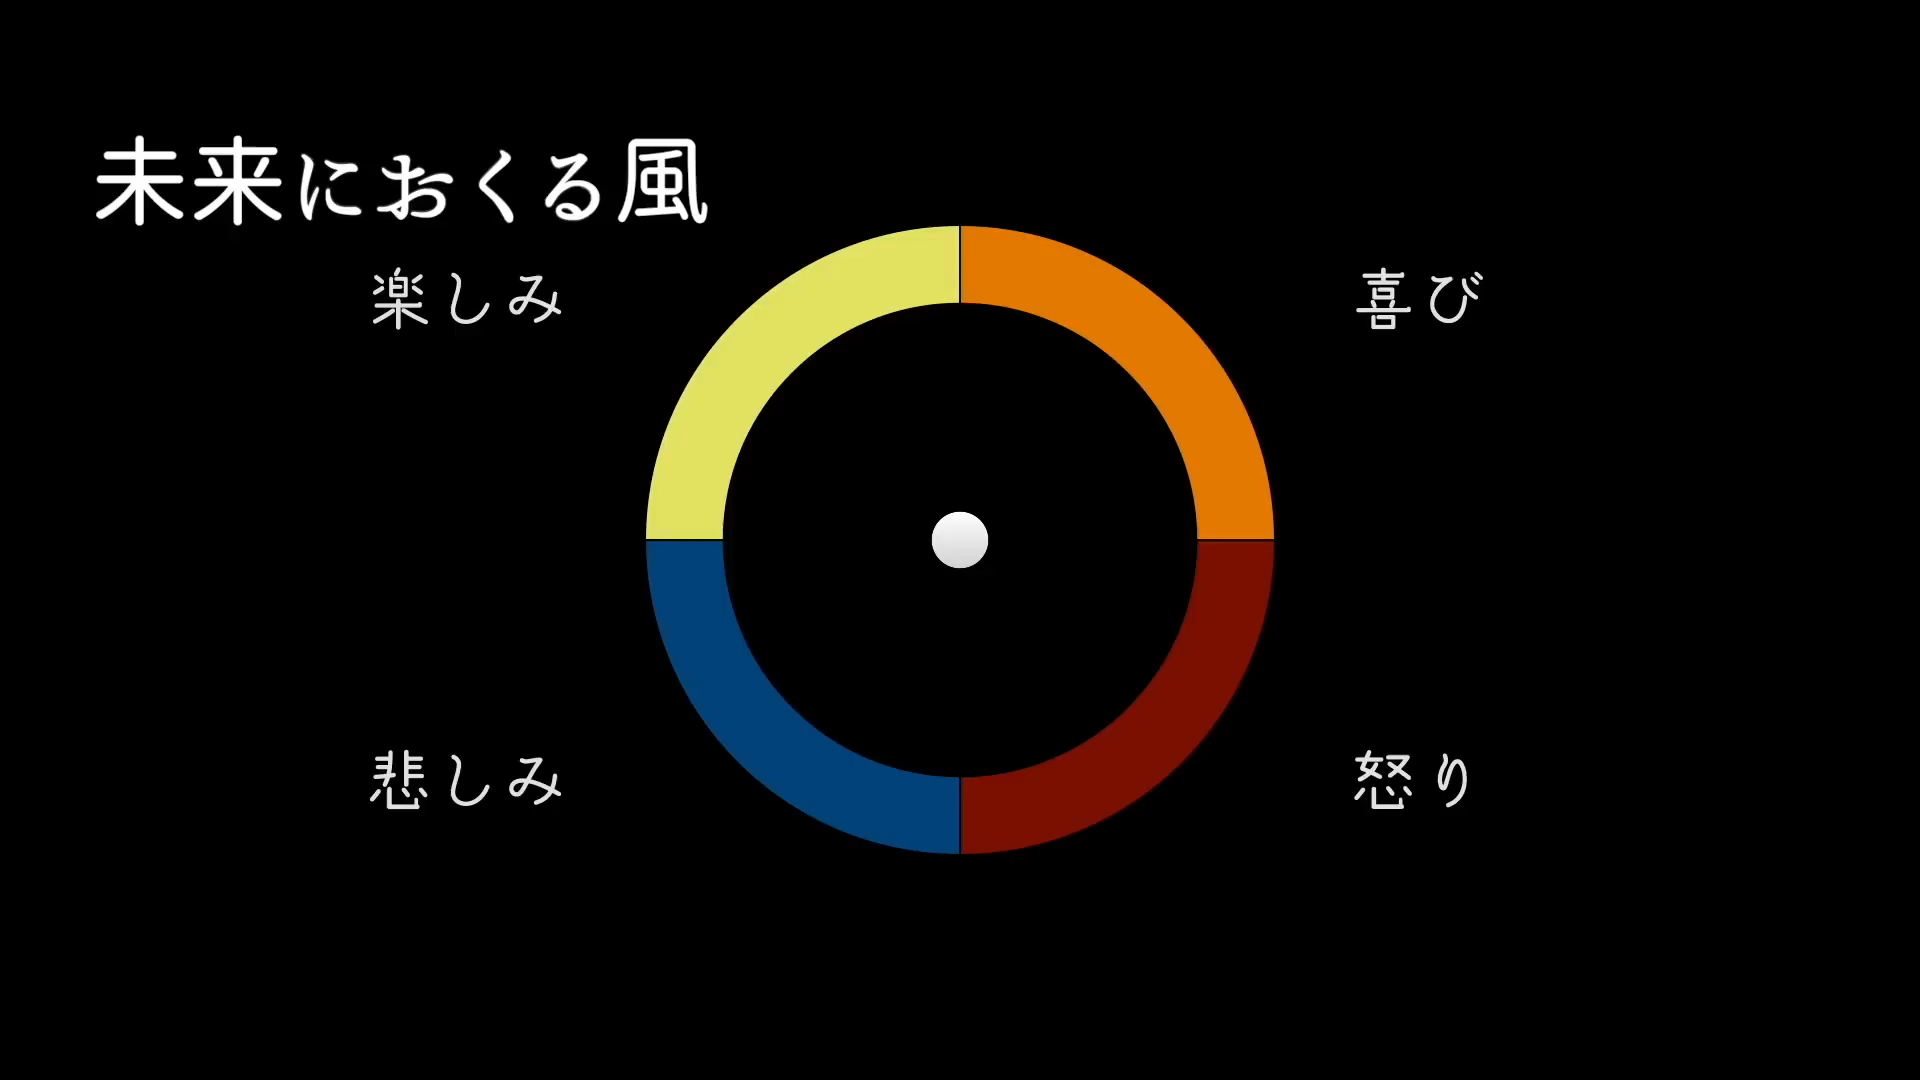 未来におくる風
楽しみ
喜び
悲しみ
怒り